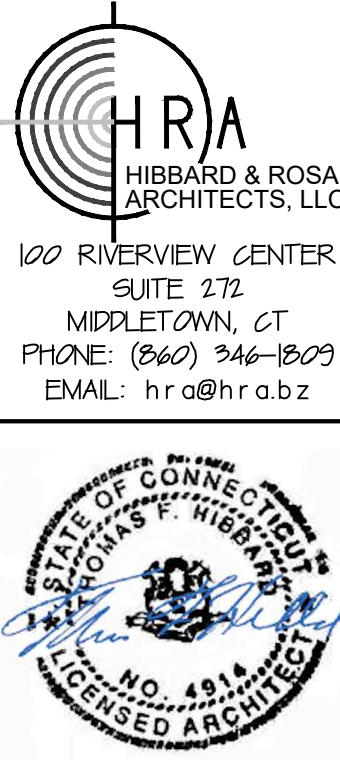 HRA
HIBBARD & ROSA
ARCHITECTS, LLC
100 RIVERVIEW CENTER
SUITE 272
MIDDLETOWN, CT
PHONE: (860) 346-1809
EMAIL: hra@hra.bz
STATE OF CONNECTICUT
THOMAS F. HIBBARD
NO. 4914
LICENSED ARCHITECT